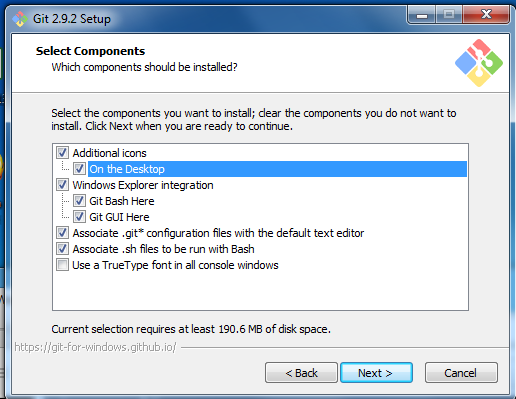 Git 2.9.2 Setup
Select Components
Which components should be installed?
Select the components you want to install; clear the components you do not want to
install. Click Next when you are ready to continue.
Additional icons
On the Desktop
Windows Explorer integration
Git Bash Here
Git GUI Here
Associate .git* configuration files with the default text editor
Associate .sh files to be run with Bash
Use a TrueType font in all console windows
Current selection requires at least 190.6 MB of disk space.
https://git-for-windows.github.io/
< Back
Next >
Cancel